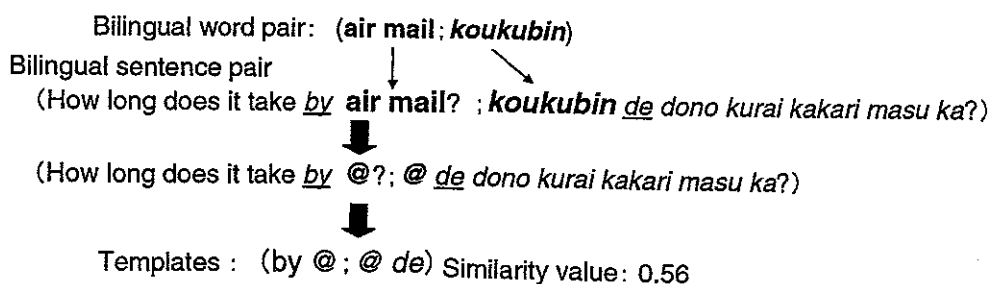 Bilingual word pair: (air mail; koukubin)
Bilingual sentence pair
(How long does it take by air mail? ; koukubin de dono kurai kakari masu ka?)
(How long does it take by @?; @ de dono kurai kakari masu ka?)
Templates : (by @ ; @ de) Similarity value: 0.56